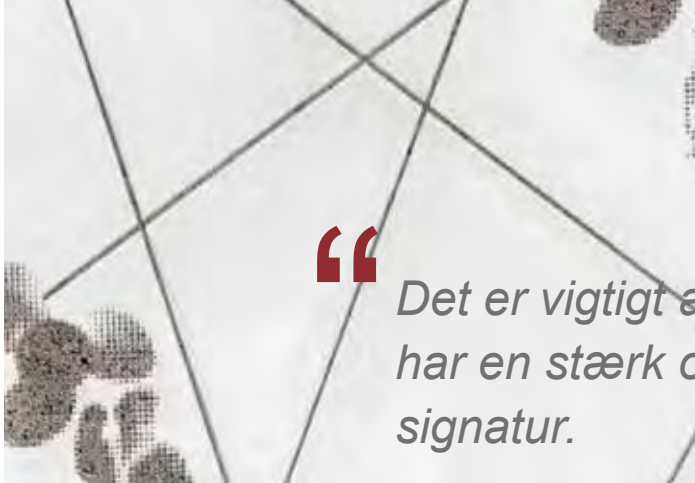 “
Det er vigtigt
har en stærk
signatur.